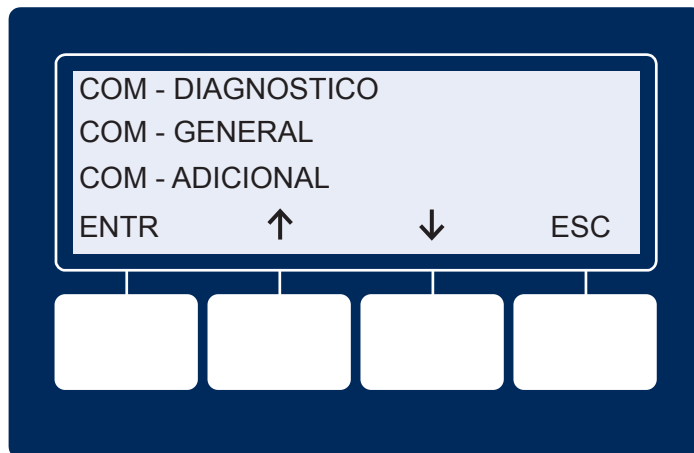 COM - DIAGNOSTICO
COM - GENERAL
COM - ADICIONAL
ENTR ↑ ↓ ESC